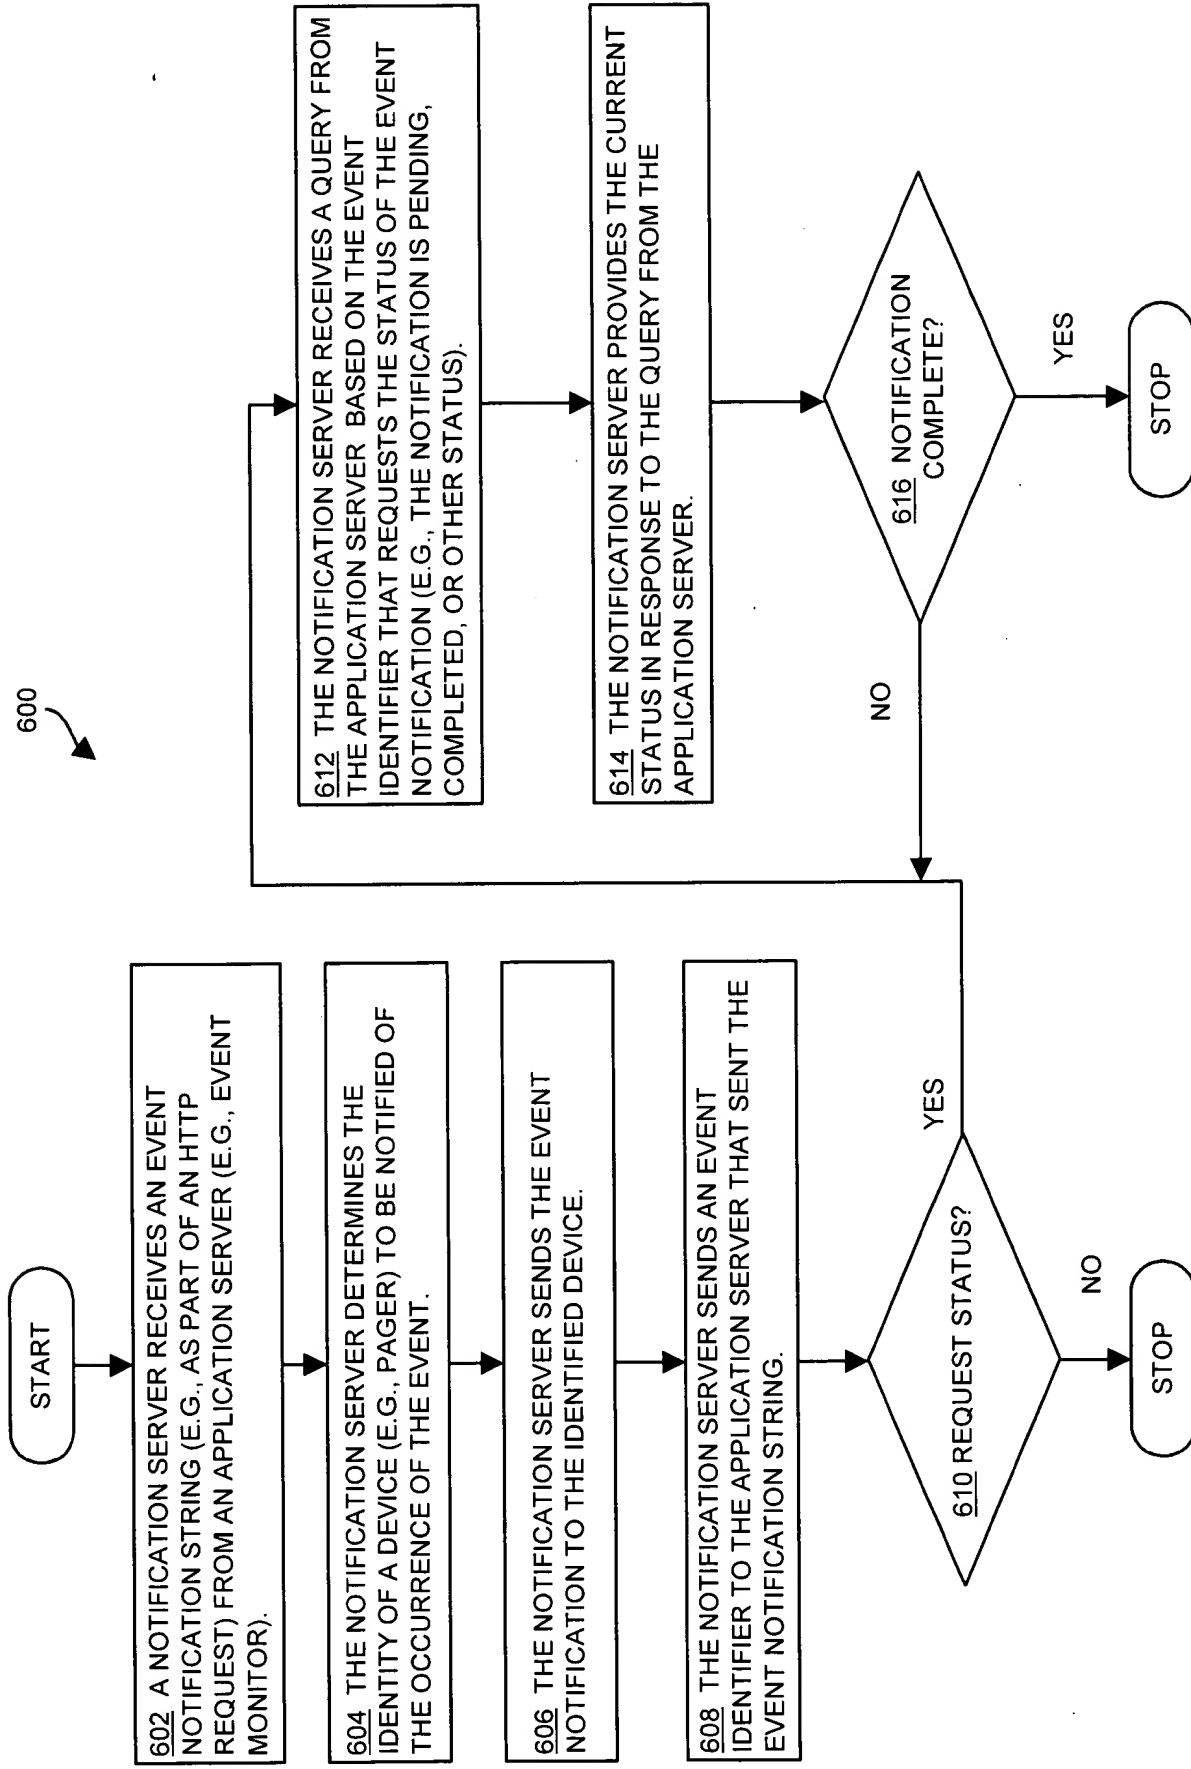 600
START
602 A NOTIFICATION SERVER RECEIVES AN EVENT
NOTIFICATION STRING (E.G., AS PART OF AN HTTP
REQUEST) FROM AN APPLICATION SERVER (E.G., EVENT
MONITOR).
604 THE NOTIFICATION SERVER DETERMINES THE
IDENTITY OF A DEVICE (E.G., PAGER) TO BE NOTIFIED OF
THE OCCURRENCE OF THE EVENT.
606 THE NOTIFICATION SERVER SENDS THE EVENT
NOTIFICATION TO THE IDENTIFIED DEVICE.
608 THE NOTIFICATION SERVER SENDS AN EVENT
IDENTIFIER TO THE APPLICATION SERVER THAT SENT THE
EVENT NOTIFICATION STRING.
610 REQUEST STATUS?
YES
NO
STOP
612 THE NOTIFICATION SERVER RECEIVES A QUERY FROM
THE APPLICATION SERVER BASED ON THE EVENT
IDENTIFIER THAT REQUESTS THE STATUS OF THE EVENT
NOTIFICATION (E.G., THE NOTIFICATION IS PENDING,
COMPLETED, OR OTHER STATUS).
614 THE NOTIFICATION SERVER PROVIDES THE CURRENT
STATUS IN RESPONSE TO THE QUERY FROM THE
APPLICATION SERVER.
616 NOTIFICATION
COMPLETE?
NO
YES
STOP